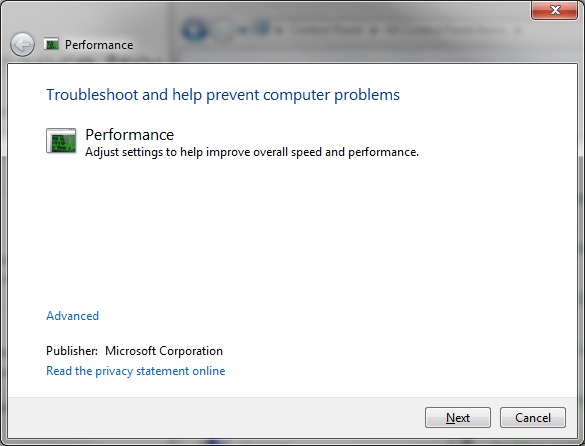 Performance
Troubleshoot and help prevent computer problems
Performance
Adjust settings to help improve overall speed and performance.
Advanced
Publisher: Microsoft Corporation
Read the privacy statement online
Next
Cancel